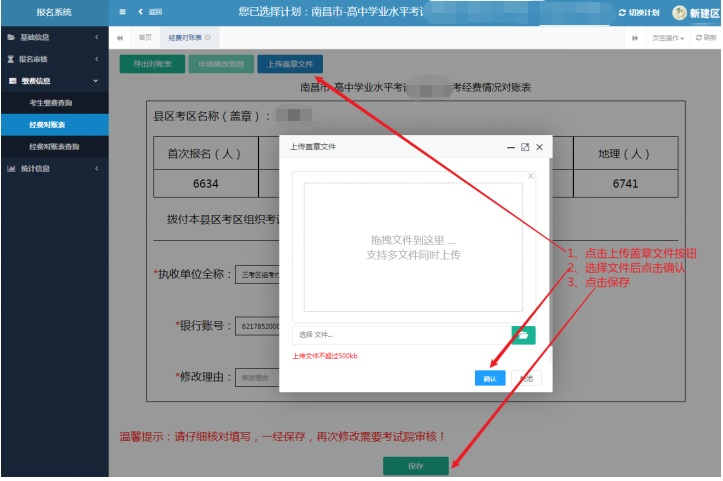 报名系统
返回
您已选择计划：南昌市-高中学业水平考试
切换计划
新建区
基础信息
报名审核
缴费信息
考生缴费查询
经费对账表
经费对账表查询
统计信息
首页
经费对账表
页签操作
刷新
导出对账表
申请修改信息
上传盖章文件
南昌市-高中学业水平考试 考经费情况对账表
县区考区名称（盖章）：
首次报名（人）
地理（人）
6634
6741
拨付本县区考区组织考试
*执收单位全称：
三考区组考
*银行账号：
6217852000
*修改理由：
修改理由
上传盖章文件
拖拽文件到这里 ...
支持多文件同时上传
选择 文件...
上传文件不超过500kb
确认
关闭
1、点击上传盖章文件按钮
2、选择文件后点击确认
3、点击保存
温馨提示：请仔细核对填写，一经保存，再次修改需要考试院审核！
保存